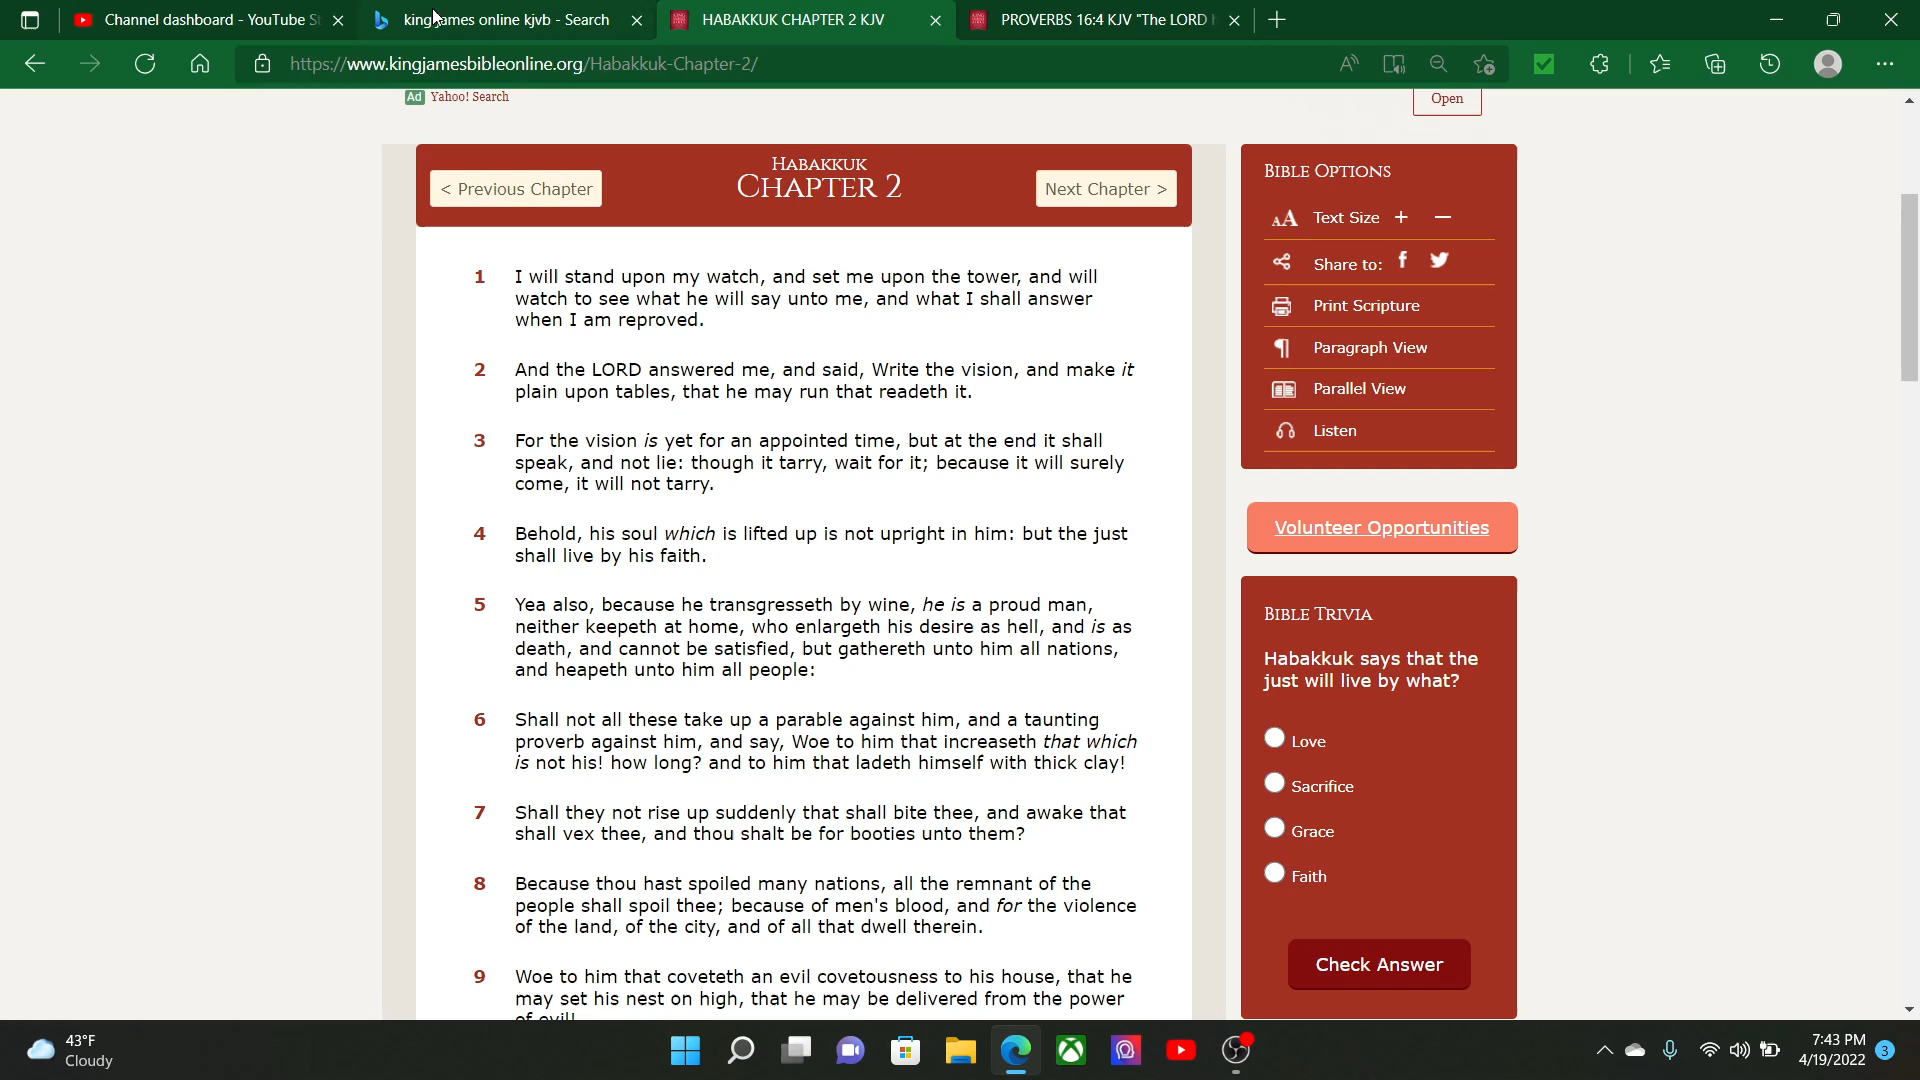 Channel dashboard - YouTube S
king james online kjvb - Search
HABAKKUK CHAPTER 2 KJV
PROVERBS 16:4 KJV "The LORD
https://www.kingjamesbibleonline.org/Habakkuk-Chapter-2/
Ad Yahoo! Search
Open
< Previous Chapter
HABAKKUK
CHAPTER 2
Next Chapter >
1 I will stand upon my watch, and set me upon the tower, and will
watch to see what he will say unto me, and what I shall answer
when I am reproved.
2 And the LORD answered me, and said, Write the vision, and make it
plain upon tables, that he may run that readeth it.
3 For the vision is yet for an appointed time, but at the end it shall
speak, and not lie: though it tarry, wait for it; because it will surely
come, it will not tarry.
4 Behold, his soul which is lifted up is not upright in him: but the just
shall live by his faith.
5 Yea also, because he transgresseth by wine, he is a proud man,
neither keepeth at home, who enlargeth his desire as hell, and is as
death, and cannot be satisfied, but gathereth unto him all nations,
and heapeth unto him all people:
6 Shall not all these take up a parable against him, and a taunting
proverb against him, and say, Woe to him that increaseth that which
is not his! how long? and to him that ladeth himself with thick clay!
7 Shall they not rise up suddenly that shall bite thee, and awake that
shall vex thee, and thou shalt be for booties unto them?
8 Because thou hast spoiled many nations, all the remnant of the
people shall spoil thee; because of men's blood, and for the violence
of the land, of the city, and of all that dwell therein.
9 Woe to him that coveteth an evil covetousness to his house, that he
may set his nest on high, that he may be delivered from the power
of evil!
BIBLE OPTIONS
AA Text Size + −
Share to:
Print Scripture
Paragraph View
Parallel View
Listen
Volunteer Opportunities
BIBLE TRIVIA
Habakkuk says that the
just will live by what?
Love
Sacrifice
Grace
Faith
Check Answer
43°F
Cloudy
7:43 PM
4/19/2022
3